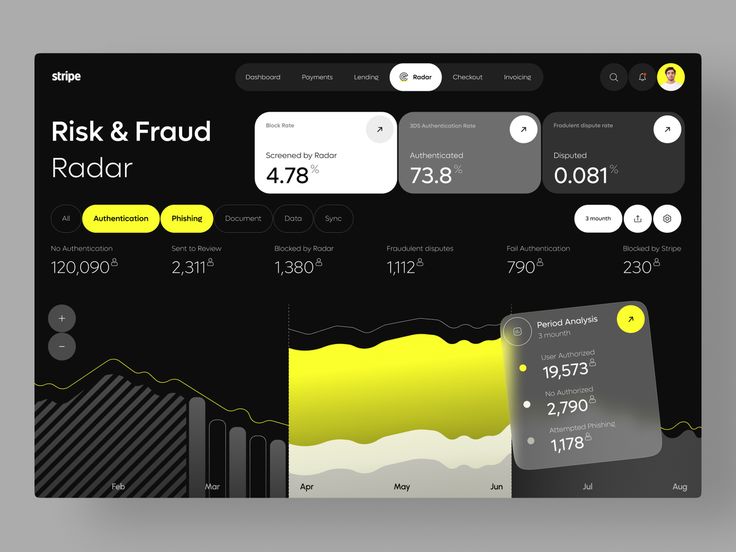 stripe
Dashboard Payments Lending Radar Checkout Invoicing
Risk & Fraud
Radar
Block Rate
Screened by Radar
4.78%
3DS Authentication Rate
Authenticated
73.8%
Fradulent dispute rate
Disputed
0.081%
All Authentication Phishing Document Data Sync
3 mounth
No Authentication
120,090
Sent to Review
2,311
Blocked by Radar
1,380
Fraudulent disputes
1,112
Fail Authentication
790
Blocked by Stripe
230
+
−
Period Analysis
3 mounth
User Authorized
19,573
No Authorized
2,790
Attempted Phishing
1,178
Feb Mar Apr May Jun Jul Aug